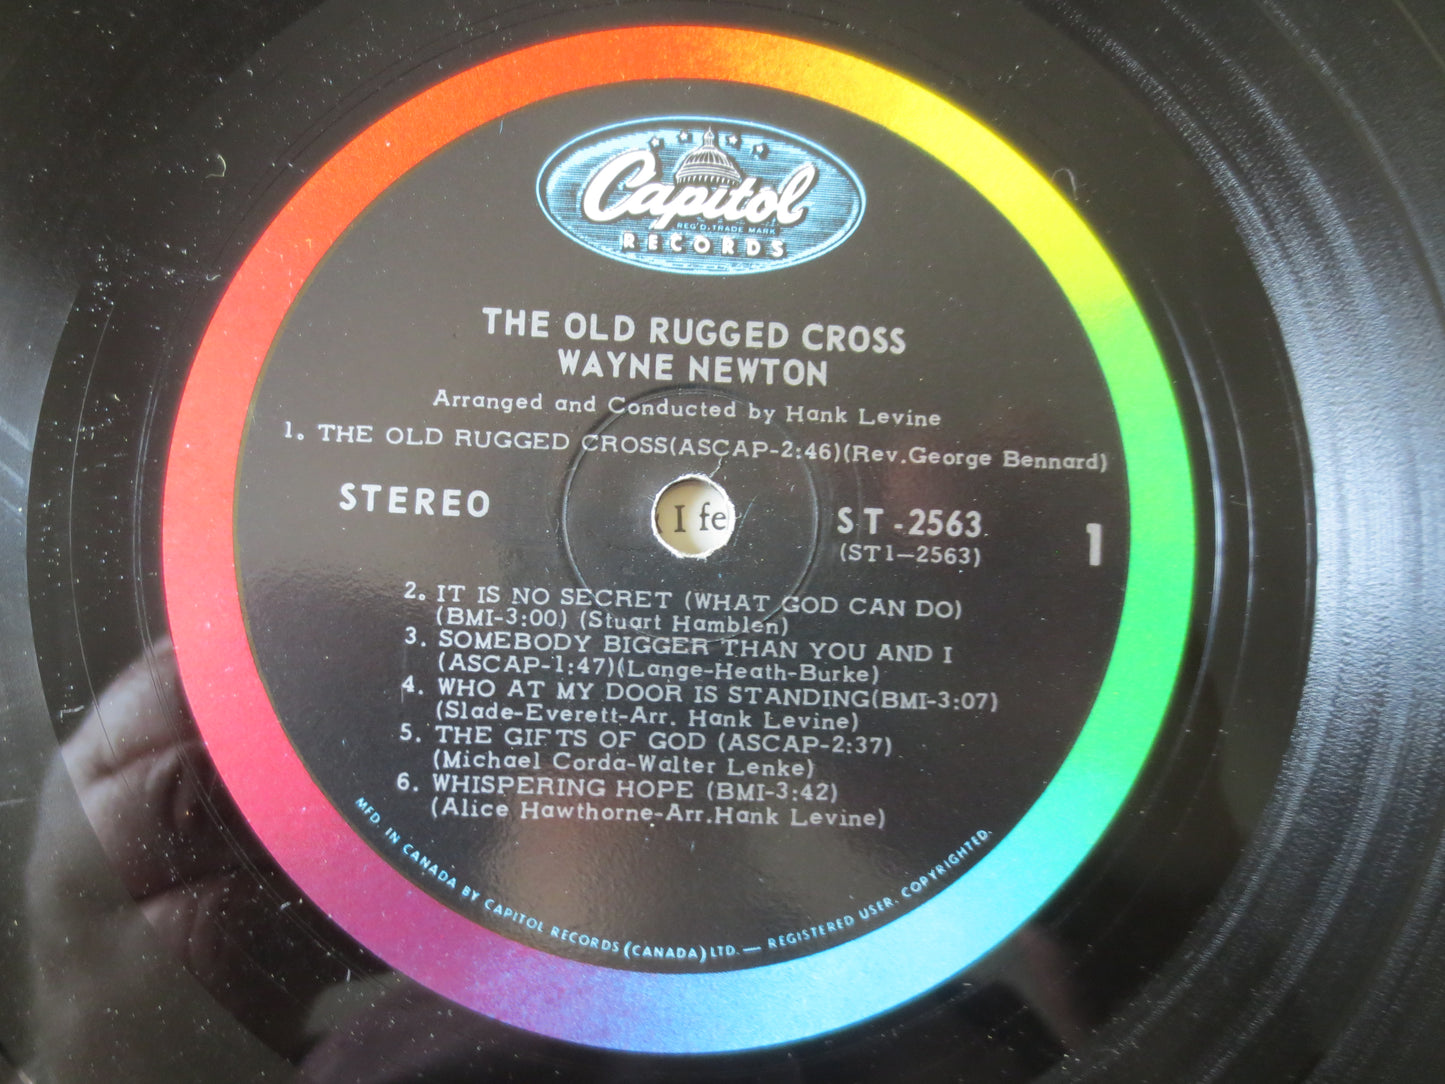 Capitol
REG'D. TRADE MARK
RECORDS
THE OLD RUGGED CROSS
WAYNE NEWTON
Arranged and Conducted by Hank Levine
1. THE OLD RUGGED CROSS(ASCAP-2:46)(Rev.George Bennard)
STEREO
I fe
ST-2563
(ST1—2563)
1
2. IT IS NO SECRET (WHAT GOD CAN DO)
(BMI-3:00) (Stuart Hamblen)
3. SOMEBODY BIGGER THAN YOU AND I
(ASCAP-1:47)(Lange-Heath-Burke)
4. WHO AT MY DOOR IS STANDING(BMI-3:07)
(Slade-Everett-Arr. Hank Levine)
5. THE GIFTS OF GOD (ASCAP-2:37)
(Michael Corda-Walter Lenke)
6. WHISPERING HOPE (BMI-3:42)
(Alice Hawthorne-Arr.Hank Levine)
MFD. IN CANADA BY CAPITOL RECORDS (CANADA) LTD. — REGISTERED USER. COPYRIGHTED.